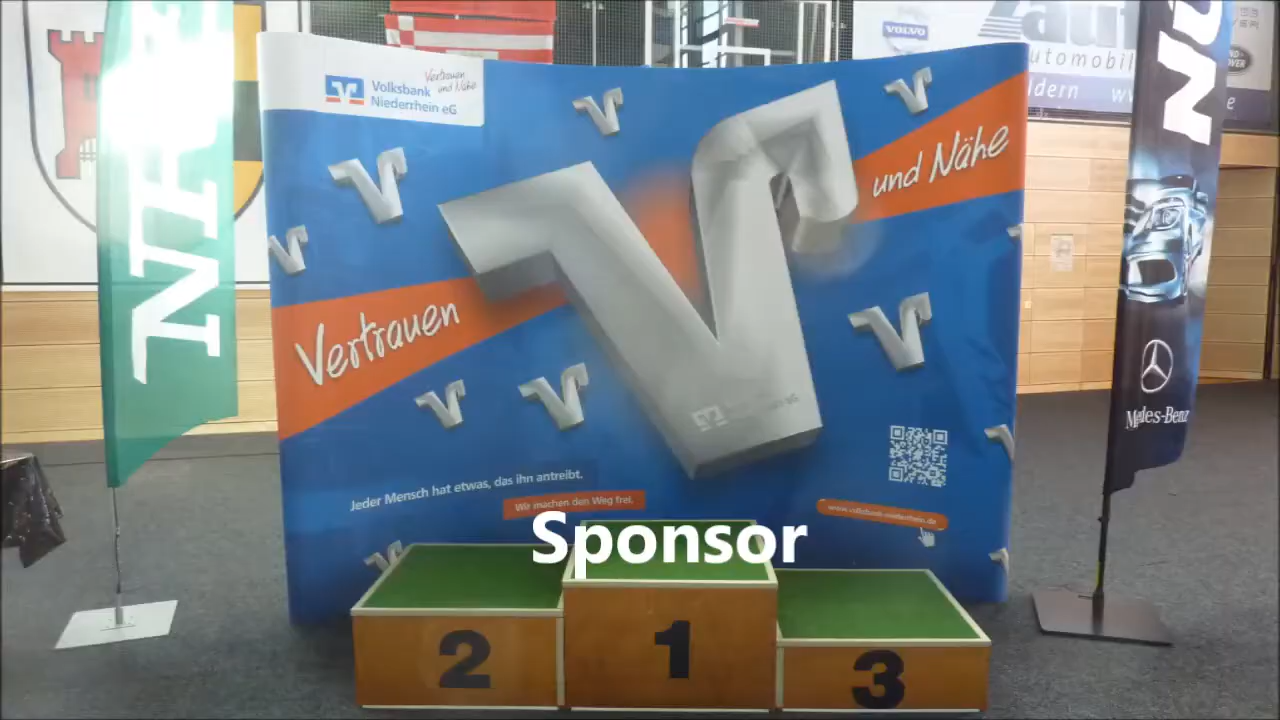 Volksbank
Niederrhein eG
Vertrauen
und Nähe
VOLVO
automobil
ldern
Vertrauen
und Nähe
Jeder Mensch hat etwas, das ihn antreibt.
Wir machen den Weg frei.
www.volksbank-niederrhein.de
Mercedes-Benz
Sponsor
2
1
3